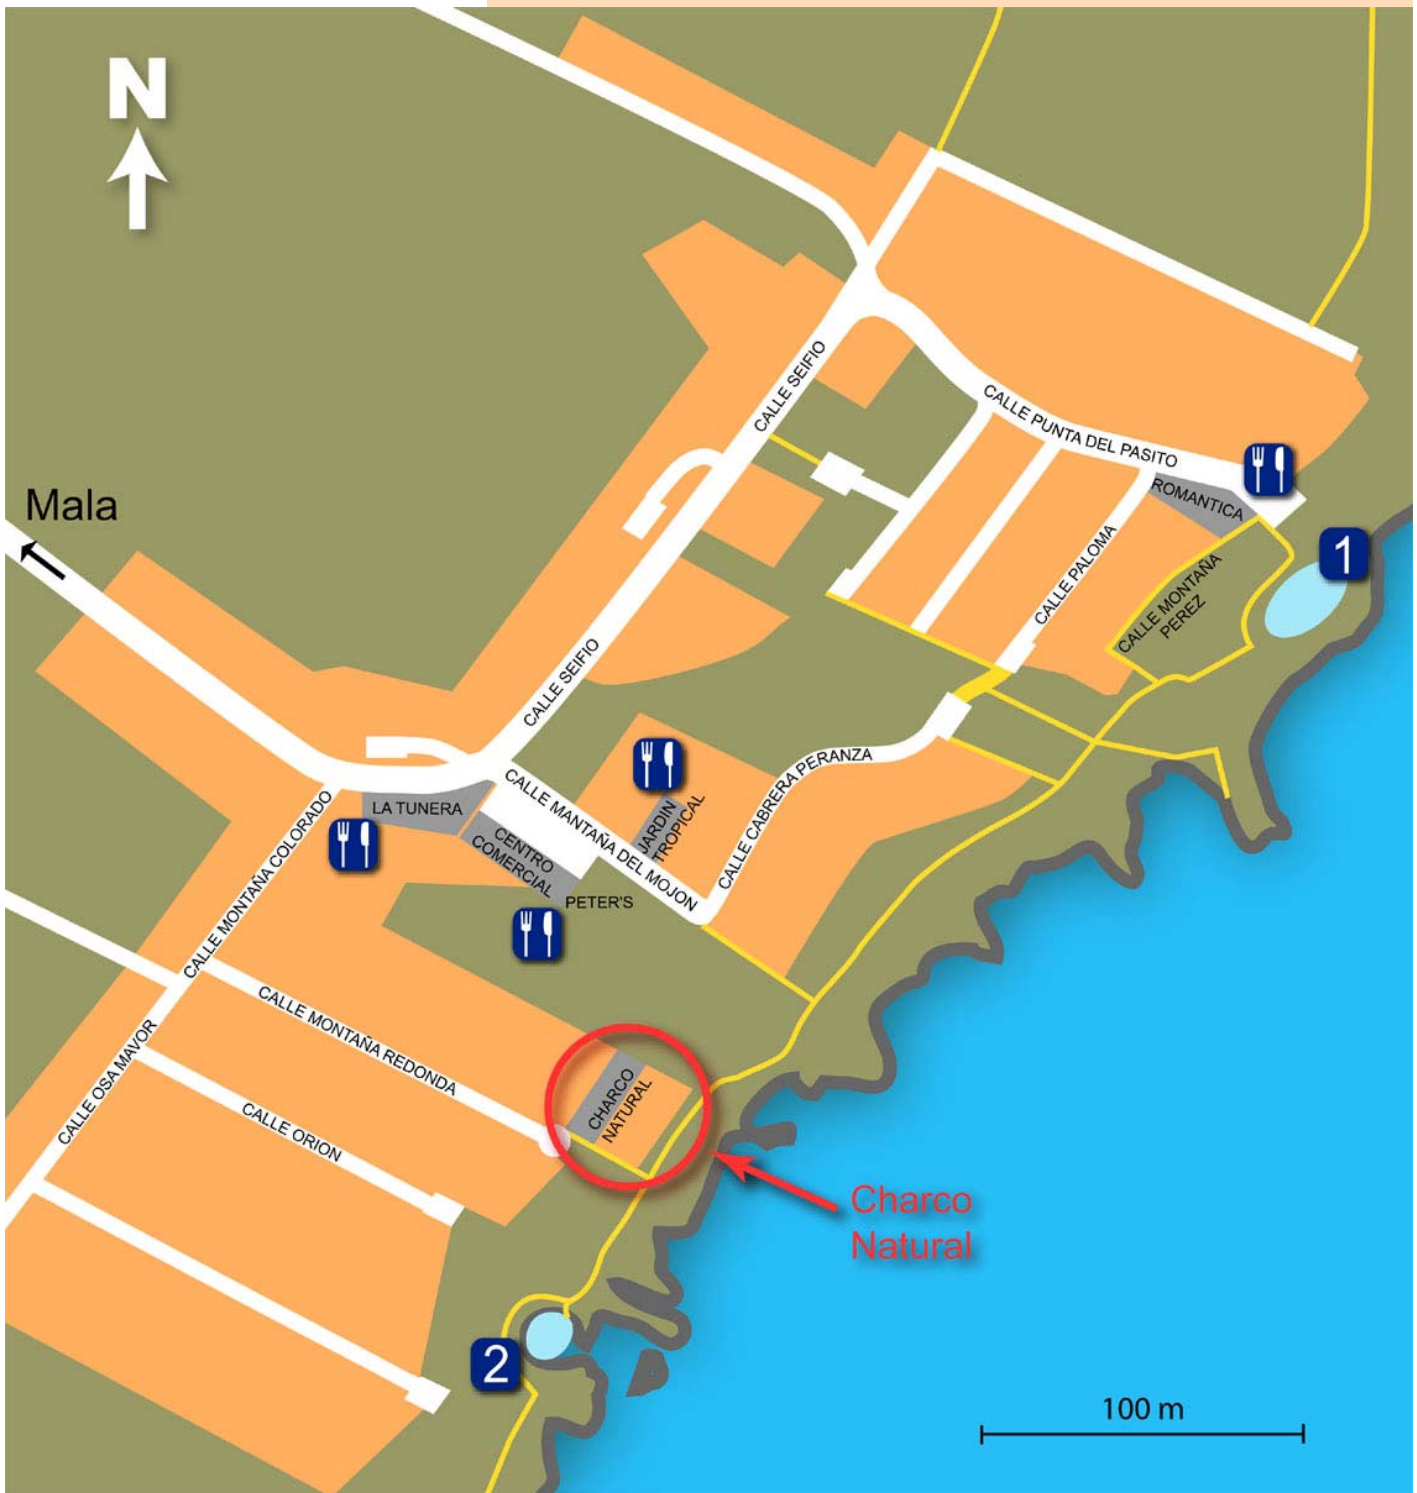 N
CALLE SEIFIO
CALLE PUNTA DEL PASITO
ROMANTICA
Mala
1
CALLE PALOMA
CALLE MONTAÑA
PEREZ
CALLE SEIFIO
CALLE CABRERA PERANZA
LA TUNERA
CALLE MANTAÑA DEL MOJON
JARDIN
TROPICAL
CENTRO
COMERCIAL
PETER'S
CALLE MONTAÑA COLORADO
CALLE MONTAÑA REDONDA
CALLE OSA MAVOR
CALLE ORION
CHARCO
NATURAL
Charco
Natural
2
100 m